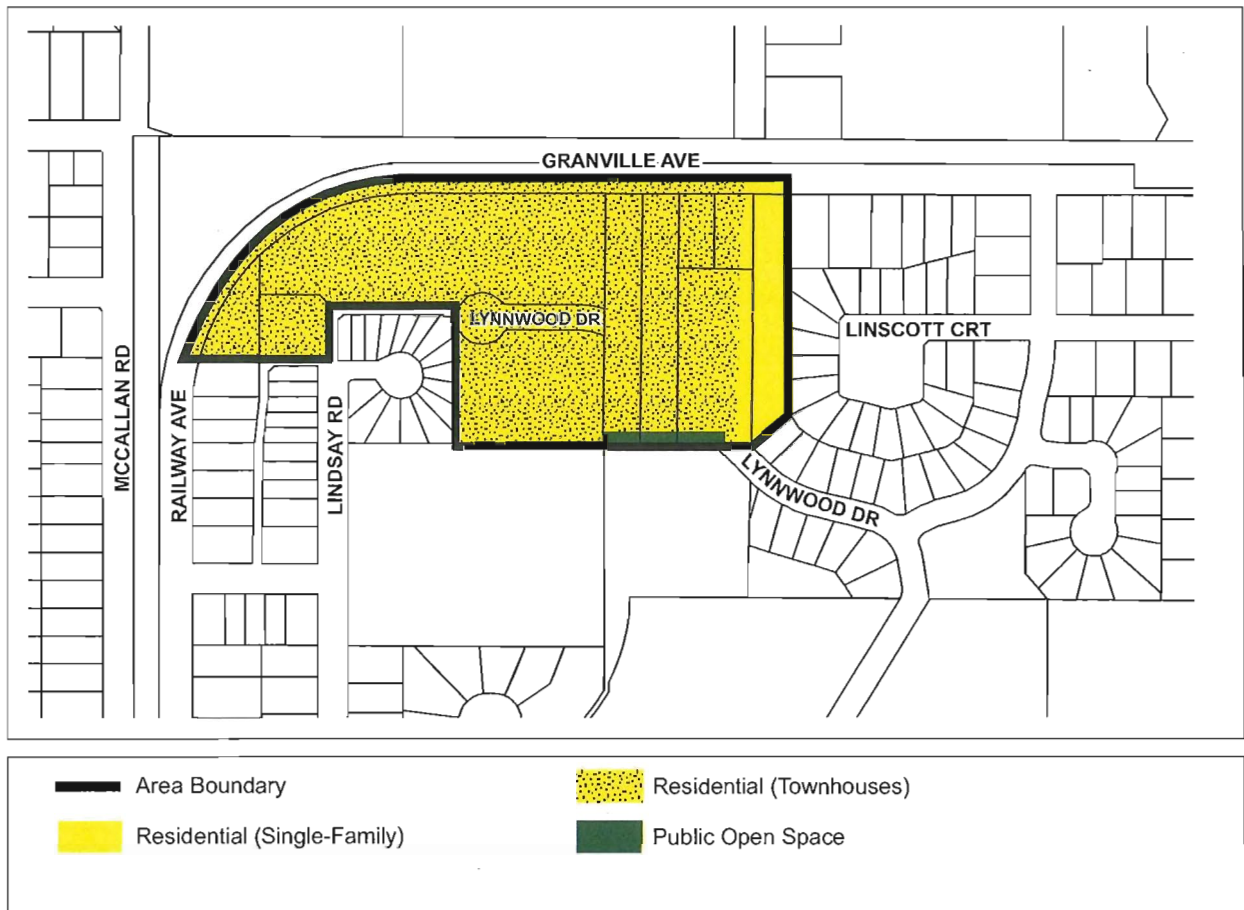 GRANVILLE AVE
LYNNWOOD DR
LINSCOTT CRT
MCCALLAN RD
RAILWAY AVE
LINDSAY RD
LYNNWOOD DR
Area Boundary
Residential (Townhouses)
Residential (Single-Family)
Public Open Space